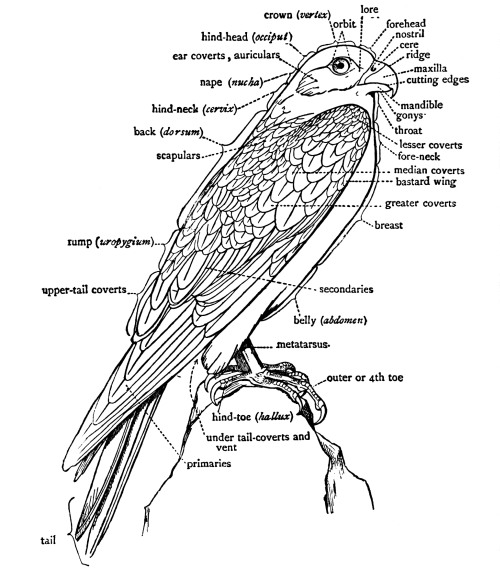 lore
crown (vertex)
orbit
forehead
hind-head (occiput)
nostril
cere
ear coverts, auriculars
ridge
maxilla
nape (nucha)
cutting edges
hind-neck (cervix)
mandible
gonys
back (dorsum)
throat
lesser coverts
scapulars
fore-neck
median coverts
bastard wing
greater coverts
breast
rump (uropygium)
upper-tail coverts
secondaries
belly (abdomen)
metatarsus
outer or 4th toe
hind-toe (hallux)
under tail-coverts and
vent
primaries
tail